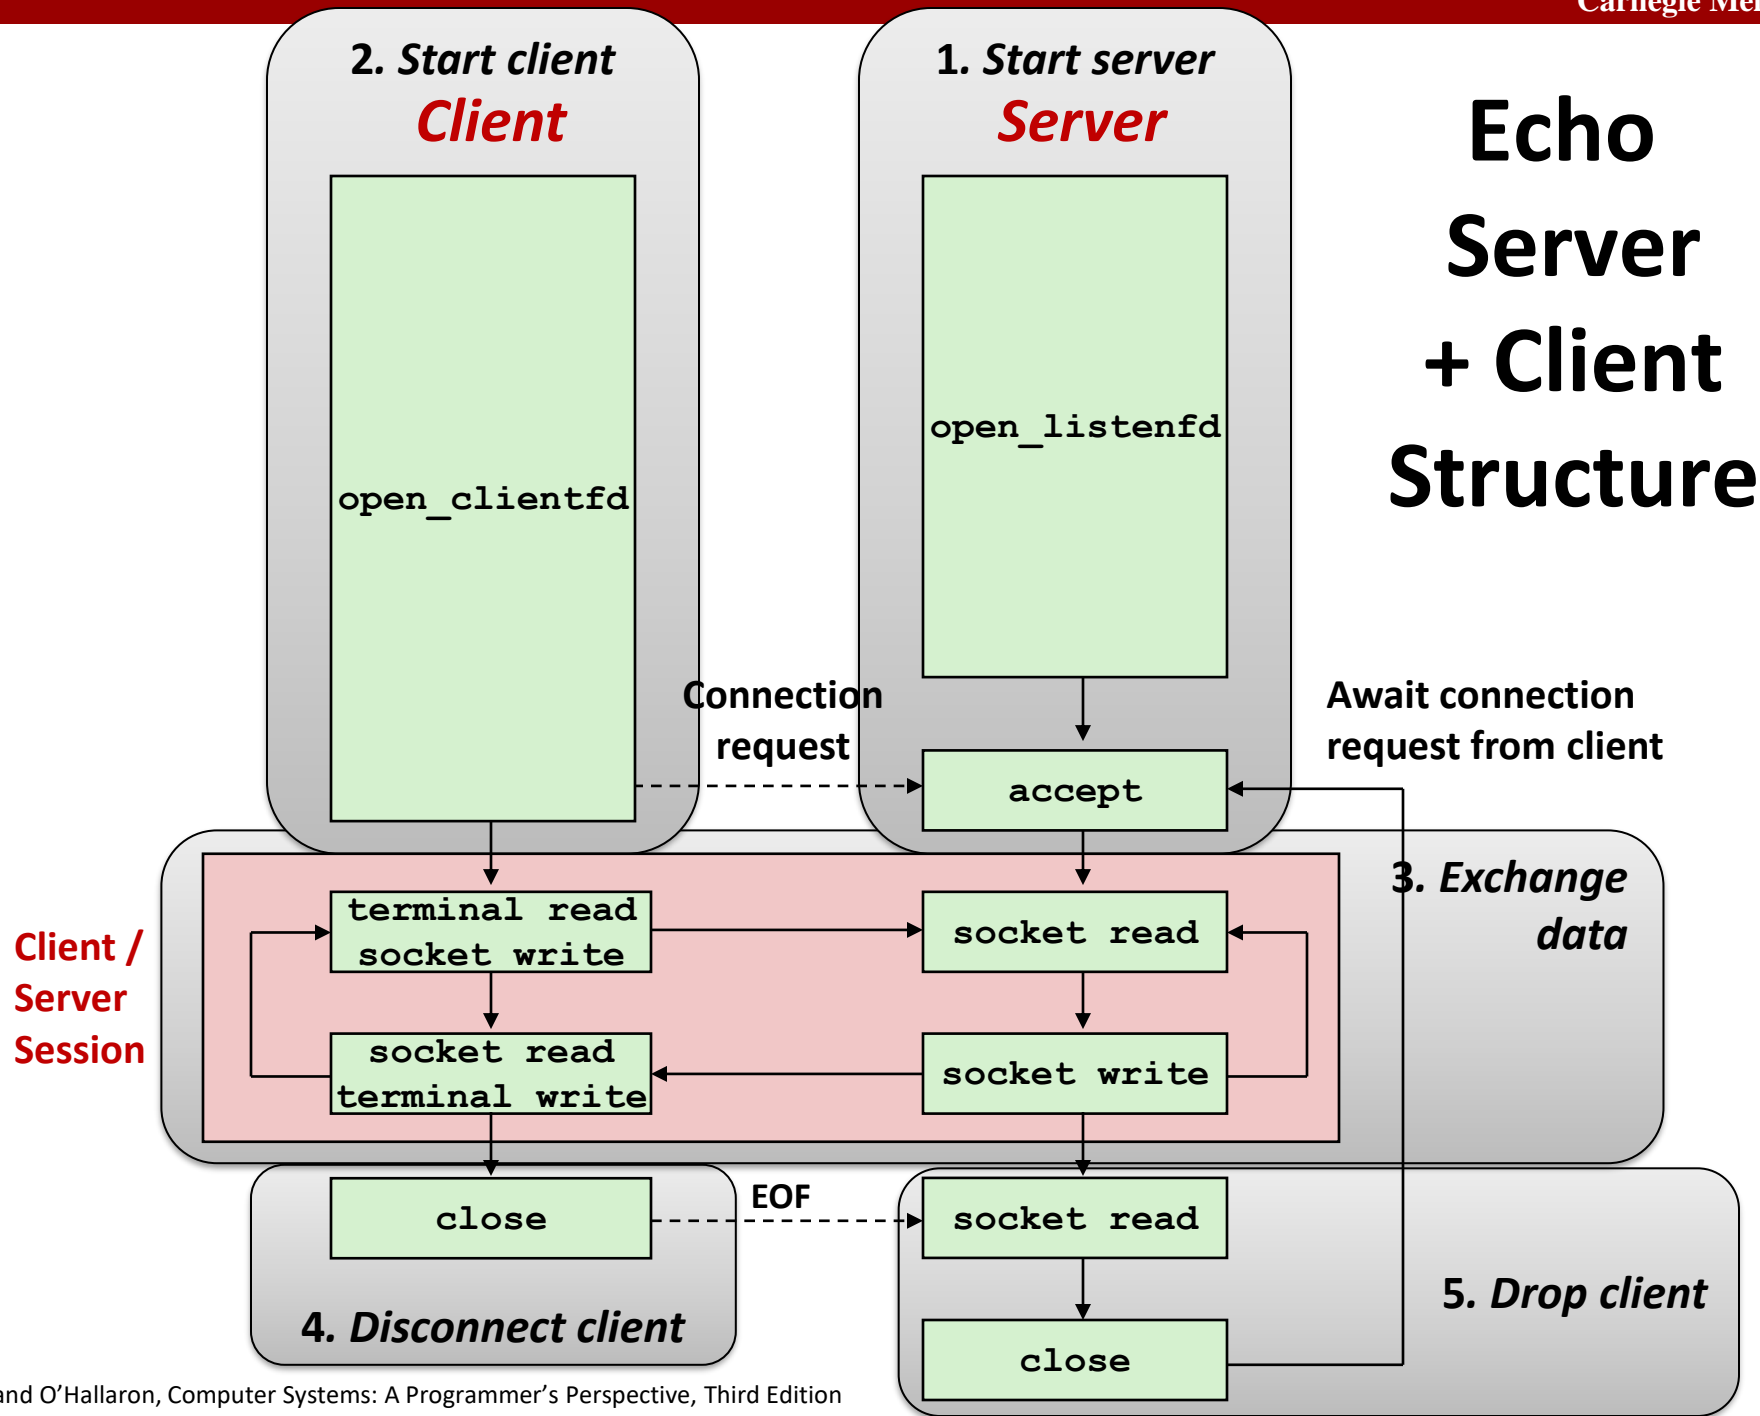 Carnegie
2. Start client
Client
1. Start server
Server
Echo
Server
+ Client
Structure
open_clientfd
open_listenfd
Connection
request
Await connection
request from client
accept
3. Exchange
data
Client /
Server
Session
terminal read
socket write
socket read
socket read
terminal write
socket write
close
EOF
socket read
4. Disconnect client
5. Drop client
close
and O'Hallaron, Computer Systems: A Programmer's Perspective, Third Edition